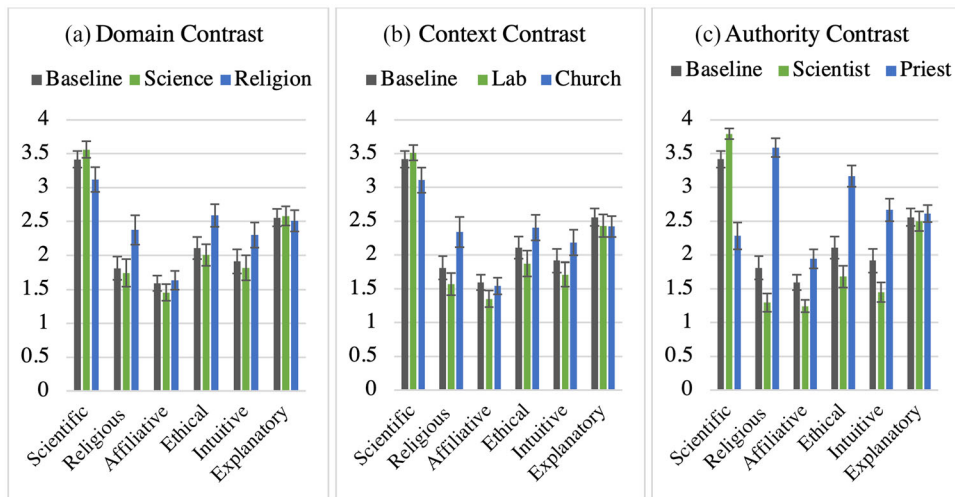 (a) Domain Contrast
Baseline Science Religion
4
3.5
3
2.5
2
1.5
1
0.5
0
Scientific
Religious
Affiliative
Ethical
Intuitive
Explanatory
(b) Context Contrast
Baseline Lab Church
4
3.5
3
2.5
2
1.5
1
0.5
0
Scientific
Religious
Affiliative
Ethical
Intuitive
Explanatory
(c) Authority Contrast
Baseline Scientist Priest
4
3.5
3
2.5
2
1.5
1
0.5
0
Scientific
Religious
Affiliative
Ethical
Intuitive
Explanatory